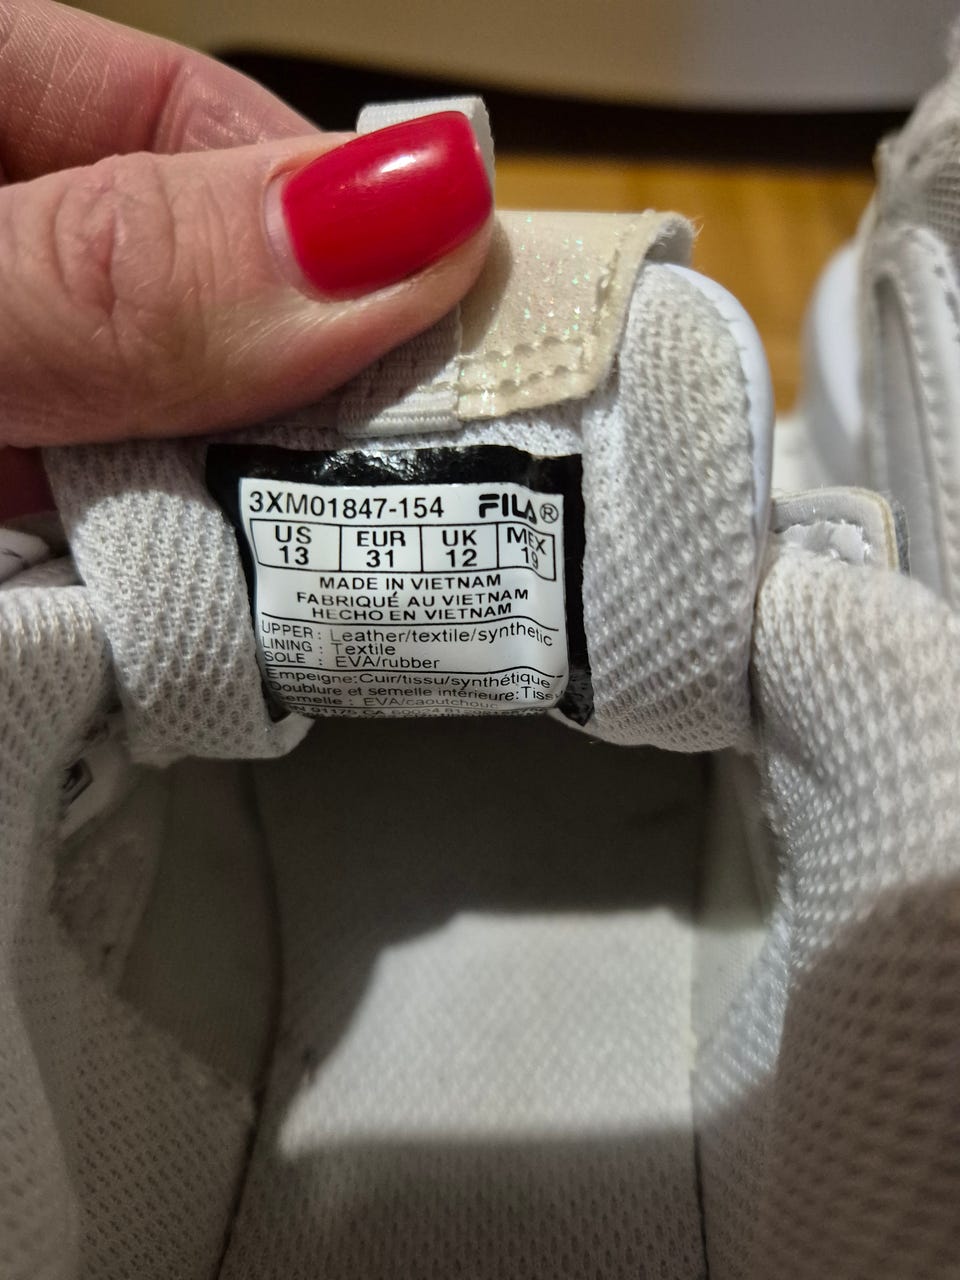 3XM01847-154 FILA®
US EUR UK MEX
13 31 12 19
MADE IN VIETNAM
FABRIQUÉ AU VIETNAM
HECHO EN VIETNAM
UPPER : Leather/textile/synthetic
LINING : Textile
SOLE : EVA/rubber
Empeigne:Cuir/tissu/synthétique
Doublure et semelle intérieure:Tissu
Semelle : EVA/caoutchouc
01175 CA